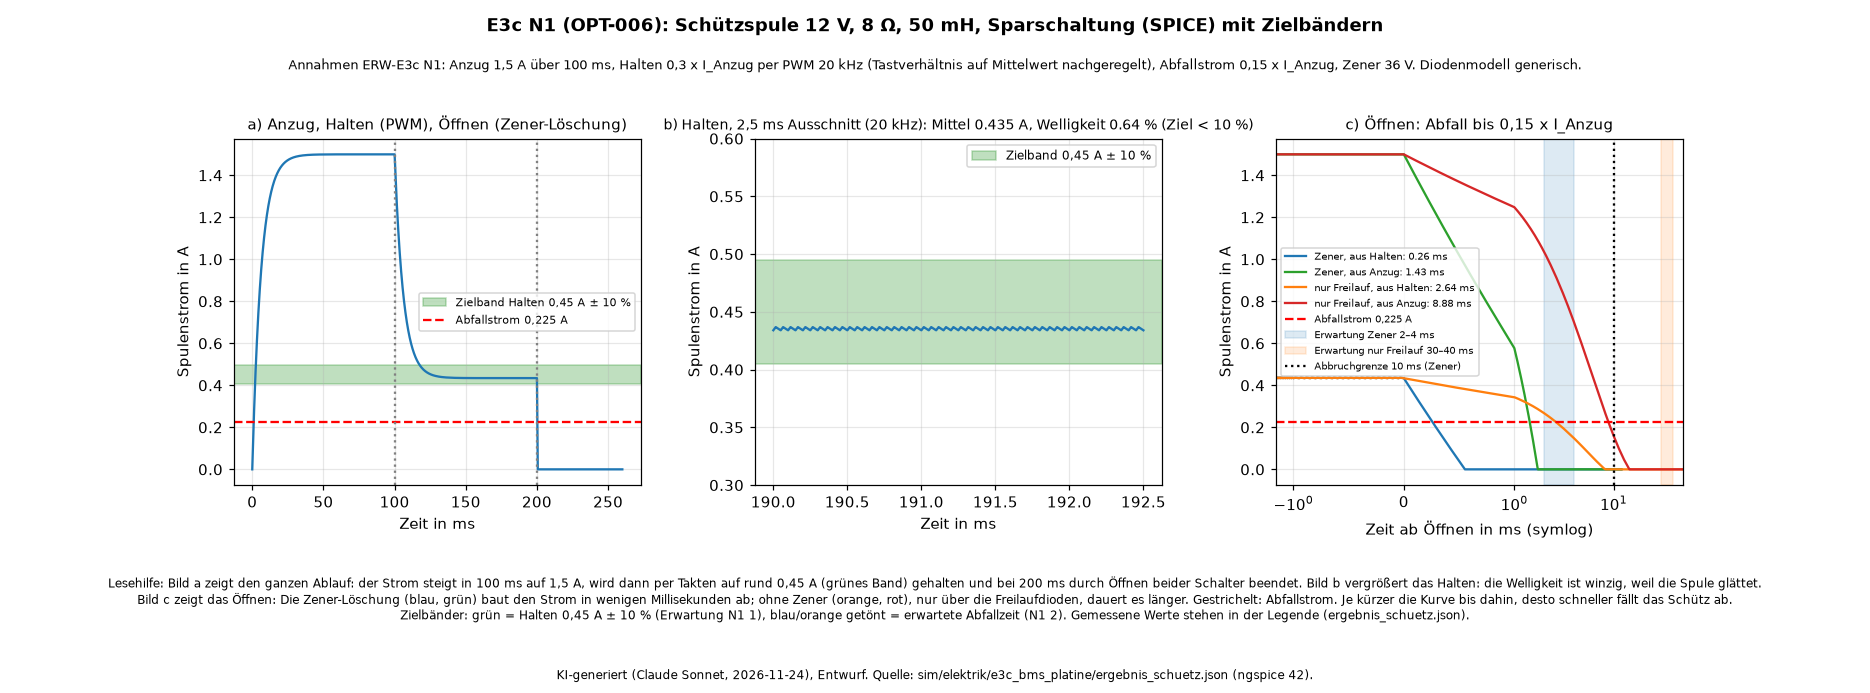 E3c N1 (OPT-006): Schützspule 12 V, 8 Ω, 50 mH, Sparschaltung (SPICE) mit Zielbändern
Annahmen ERW-E3c N1: Anzug 1,5 A über 100 ms, Halten 0,3 x I_Anzug per PWM 20 kHz (Tastverhältnis auf Mittelwert nachgeregelt), Abfallstrom 0,15 x I_Anzug, Zener 36 V. Diodenmodell generisch.
a) Anzug, Halten (PWM), Öffnen (Zener-Löschung)
Spulenstrom in A
1.4
1.2
1.0
0.8
0.6
0.4
0.2
0.0
Zielband Halten 0,45 A ± 10 %
Abfallstrom 0,225 A
0 50 100 150 200 250
Zeit in ms
b) Halten, 2,5 ms Ausschnitt (20 kHz): Mittel 0.435 A, Welligkeit 0.64 % (Ziel < 10 %)
Spulenstrom in A
0.60
0.55
0.50
0.45
0.40
0.35
0.30
Zielband 0,45 A ± 10 %
190.0 190.5 191.0 191.5 192.0 192.5
Zeit in ms
c) Öffnen: Abfall bis 0,15 x I_Anzug
Spulenstrom in A
1.4
1.2
1.0
0.8
0.6
0.4
0.2
0.0
Zener, aus Halten: 0.26 ms
Zener, aus Anzug: 1.43 ms
nur Freilauf, aus Halten: 2.64 ms
nur Freilauf, aus Anzug: 8.88 ms
Abfallstrom 0,225 A
Erwartung Zener 2–4 ms
Erwartung nur Freilauf 30–40 ms
Abbruchgrenze 10 ms (Zener)
−10⁰ 0 10⁰ 10¹
Zeit ab Öffnen in ms (symlog)
Lesehilfe: Bild a zeigt den ganzen Ablauf: der Strom steigt in 100 ms auf 1,5 A, wird dann per Takten auf rund 0,45 A (grünes Band) gehalten und bei 200 ms durch Öffnen beider Schalter beendet. Bild b vergrößert das Halten: die Welligkeit ist winzig, weil die Spule glättet.
Bild c zeigt das Öffnen: Die Zener-Löschung (blau, grün) baut den Strom in wenigen Millisekunden ab; ohne Zener (orange, rot), nur über die Freilaufdioden, dauert es länger. Gestrichelt: Abfallstrom. Je kürzer die Kurve bis dahin, desto schneller fällt das Schütz ab.
Zielbänder: grün = Halten 0,45 A ± 10 % (Erwartung N1 1), blau/orange getönt = erwartete Abfallzeit (N1 2). Gemessene Werte stehen in der Legende (ergebnis_schuetz.json).
KI-generiert (Claude Sonnet, 2026-11-24), Entwurf. Quelle: sim/elektrik/e3c_bms_platine/ergebnis_schuetz.json (ngspice 42).